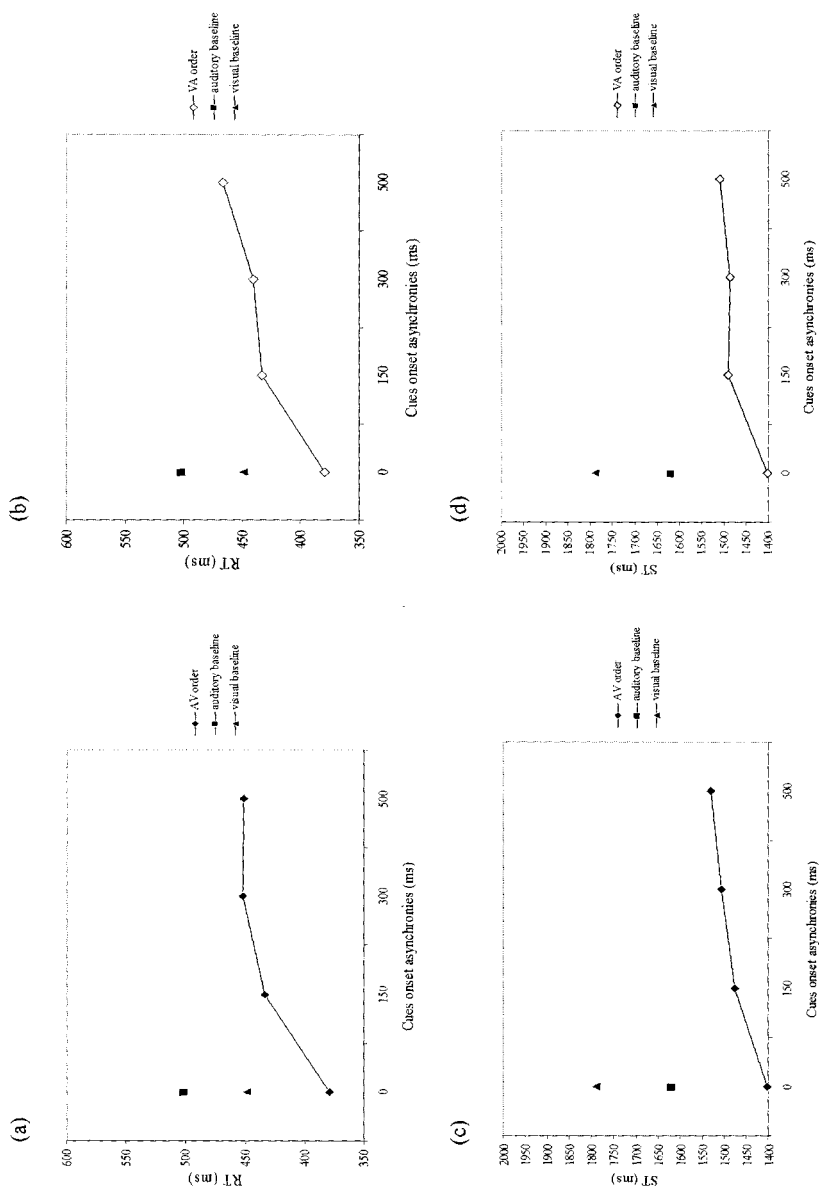 (a)
600
550
500
450
400
350
RT (ms)
0
150
300
500
Cues onset asynchronies (ms)
AV order
auditory baseline
visual baseline
(b)
600
550
500
450
400
350
RT (ms)
0
150
300
500
Cues onset asynchronies (ms)
VA order
auditory baseline
visual baseline
(c)
2000
1950
1900
1850
1800
1750
1700
1650
1600
1550
1500
1450
1400
ST (ms)
0
150
300
500
Cues onset asynchronies (ms)
AV order
auditory baseline
visual baseline
(d)
2000
1950
1900
1850
1800
1750
1700
1650
1600
1550
1500
1450
1400
ST (ms)
0
150
300
500
Cues onset asynchronies (ms)
VA order
auditory baseline
visual baseline